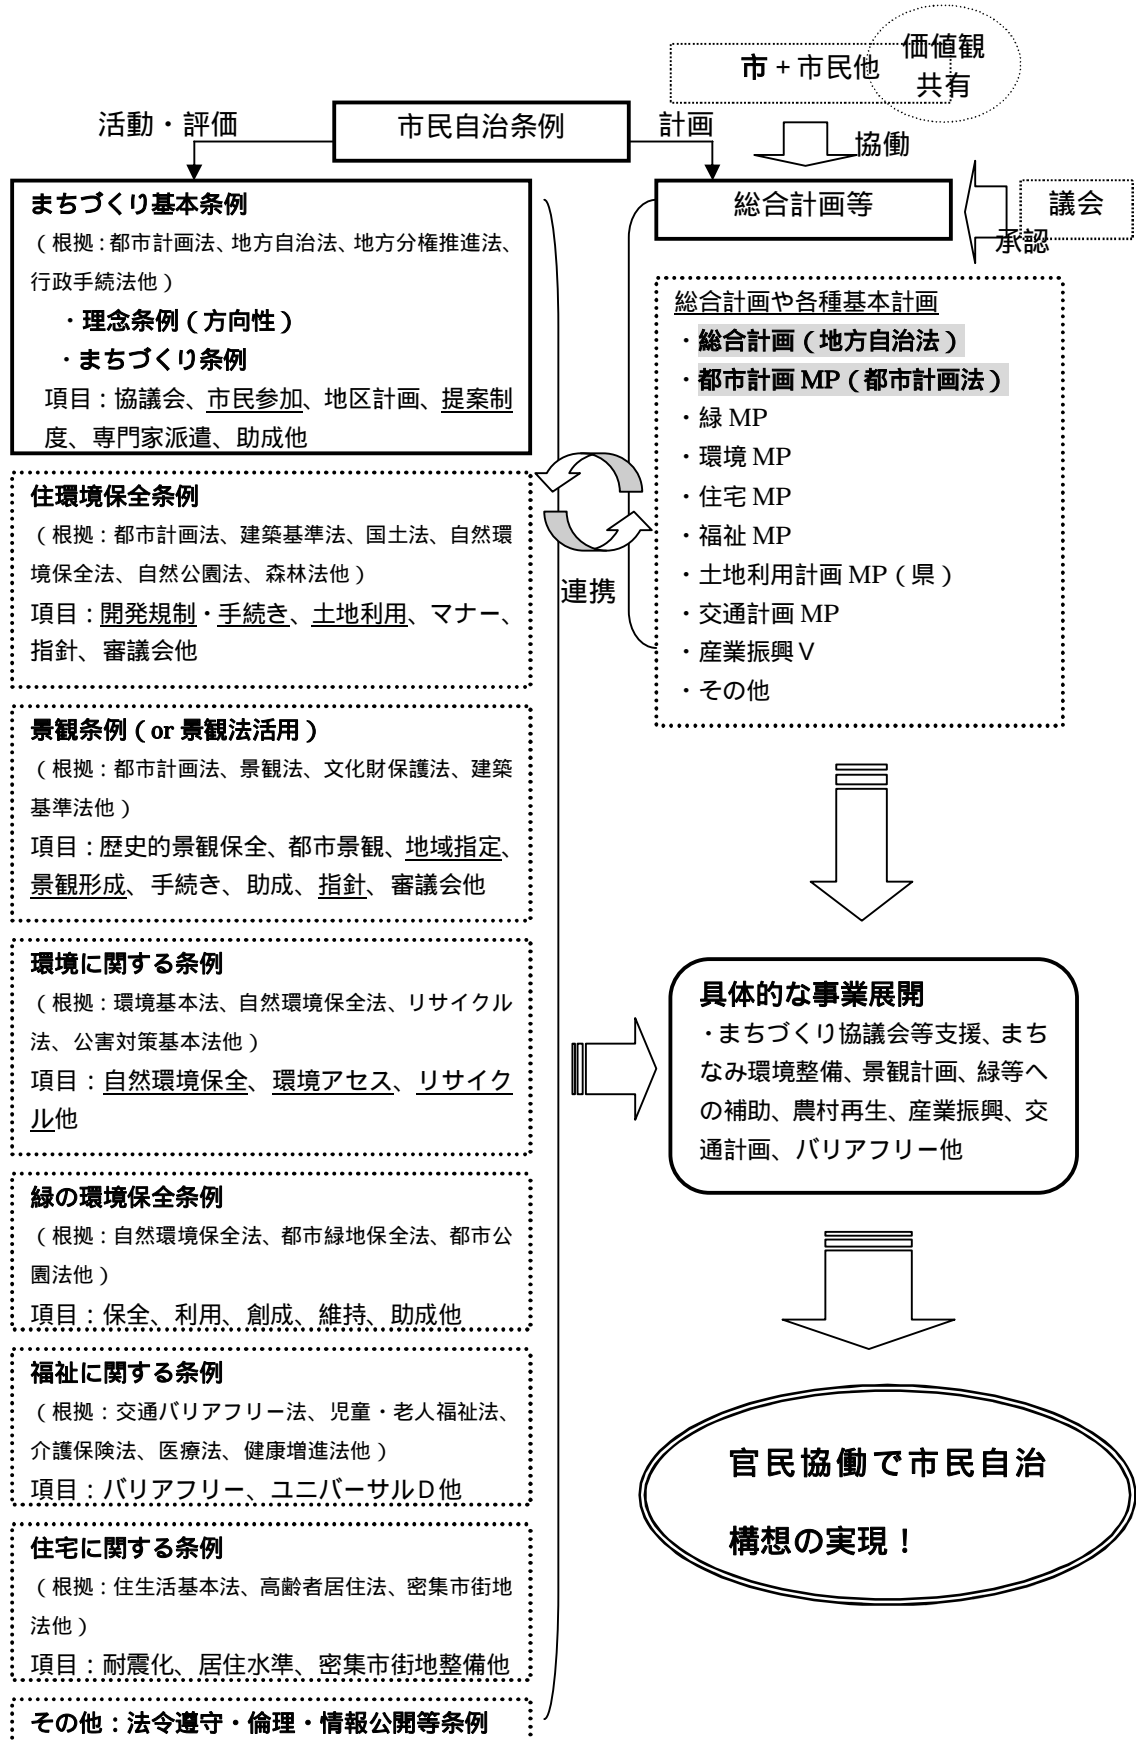 価値観
共有
市 + 市民他
活動・評価
市民自治条例
計画
協働
まちづくり基本条例
（根拠：都市計画法、地方自治法、地方分権推進法、
行政手続法他）
・理念条例（方向性）
・まちづくり条例
項目：協議会、市民参加、地区計画、提案制
度、専門家派遣、助成他
総合計画等
議会
承認
総合計画や各種基本計画
・総合計画（地方自治法）
・都市計画 MP（都市計画法）
・緑 MP
・環境 MP
・住宅 MP
・福祉 MP
・土地利用計画 MP（県）
・交通計画 MP
・産業振興 V
・その他
連携
住環境保全条例
（根拠：都市計画法、建築基準法、国土法、自然環
境保全法、自然公園法、森林法他）
項目：開発規制・手続き、土地利用、マナー、
指針、審議会他
景観条例（or 景観法活用）
（根拠：都市計画法、景観法、文化財保護法、建築
基準法他）
項目：歴史的景観保全、都市景観、地域指定、
景観形成、手続き、助成、指針、審議会他
環境に関する条例
（根拠：環境基本法、自然環境保全法、リサイクル
法、公害対策基本法他）
項目：自然環境保全、環境アセス、リサイク
ル他
具体的な事業展開
・まちづくり協議会等支援、まち
なみ環境整備、景観計画、緑等へ
の補助、農村再生、産業振興、交
通計画、バリアフリー他
緑の環境保全条例
（根拠：自然環境保全法、都市緑地保全法、都市公
園法他）
項目：保全、利用、創成、維持、助成他
福祉に関する条例
（根拠：交通バリアフリー法、児童・老人福祉法、
介護保険法、医療法、健康増進法他）
項目：バリアフリー、ユニバーサルＤ他
官民協働で市民自治
構想の実現！
住宅に関する条例
（根拠：住生活基本法、高齢者居住法、密集市街地
法他）
項目：耐震化、居住水準、密集市街地整備他
その他：法令遵守・倫理・情報公開等条例